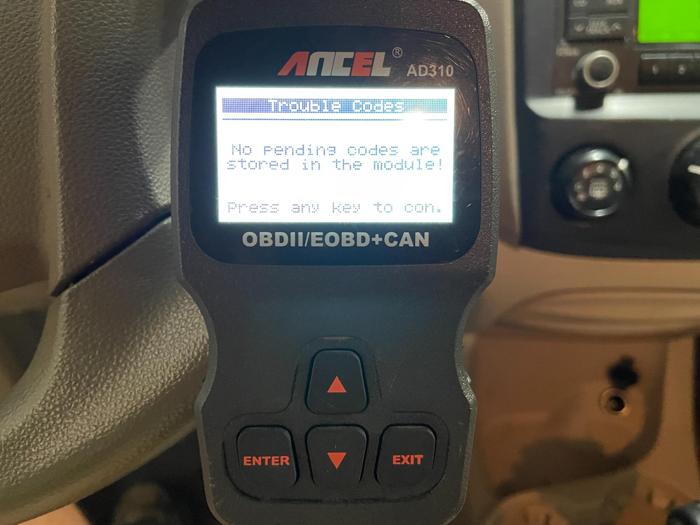 ANCEL®
AD310
Trouble Codes
No pending codes are
stored in the module!
Press any key to con.
OBDII/EOBD+CAN
ENTER
EXIT